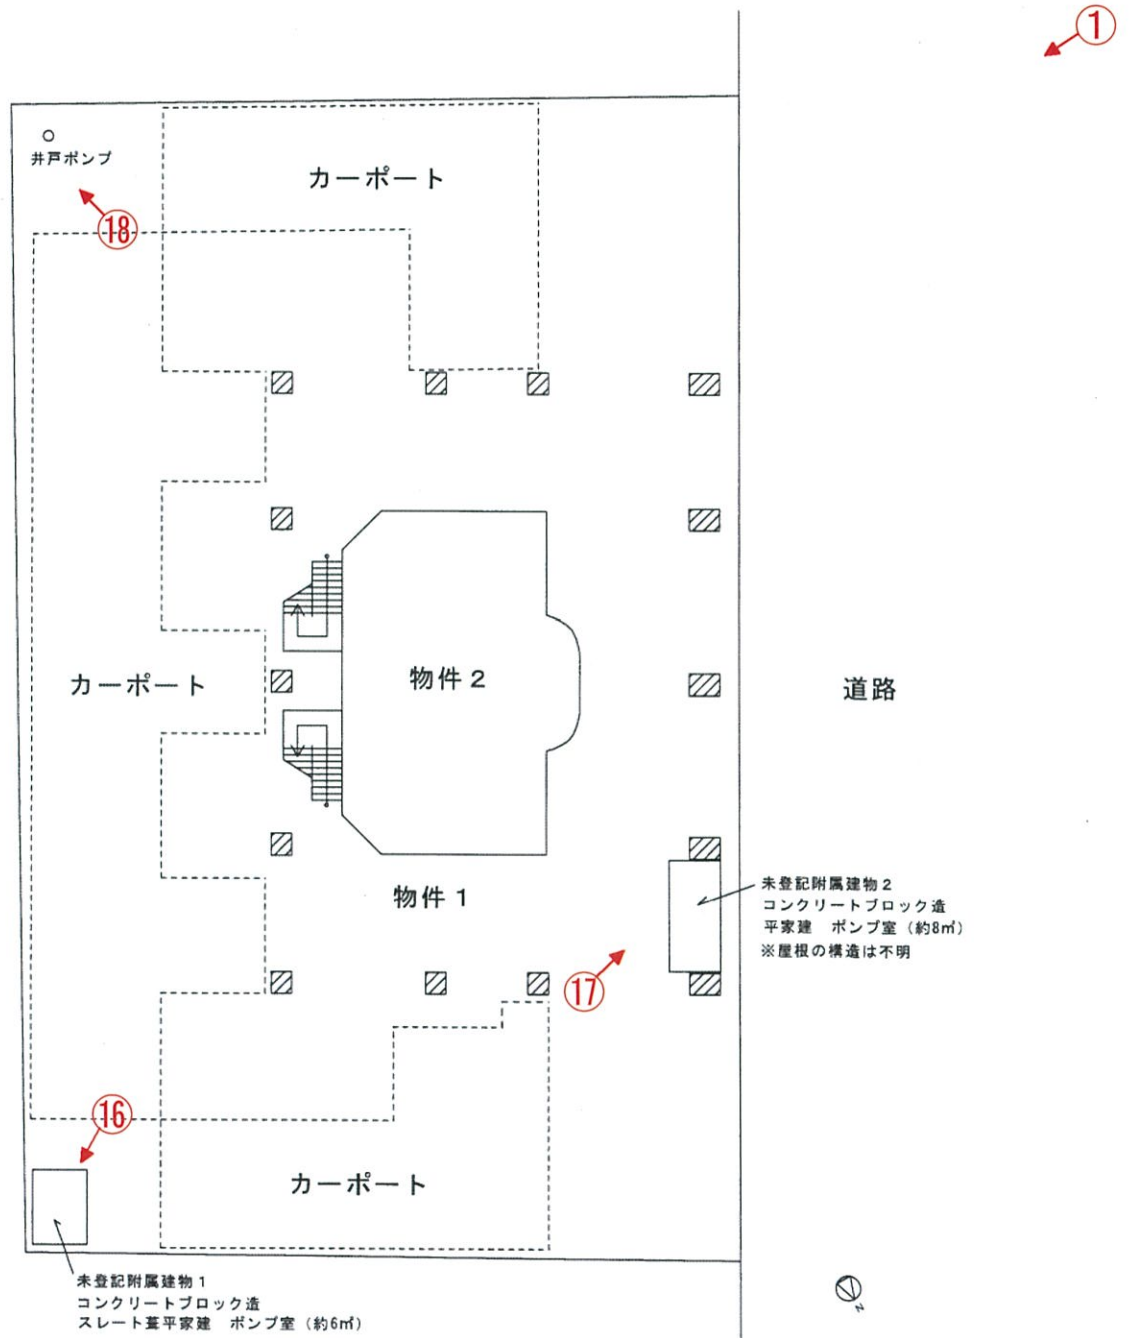 ①
井戸ポンプ
カーポート
⑱
カーポート
物件2
道路
物件1
未登記附属建物2
コンクリートブロック造
平家建 ポンプ室（約8㎡）
※屋根の構造は不明
⑰
⑯
カーポート
未登記附属建物1
コンクリートブロック造
スレート葺平家建 ポンプ室（約6㎡）
N